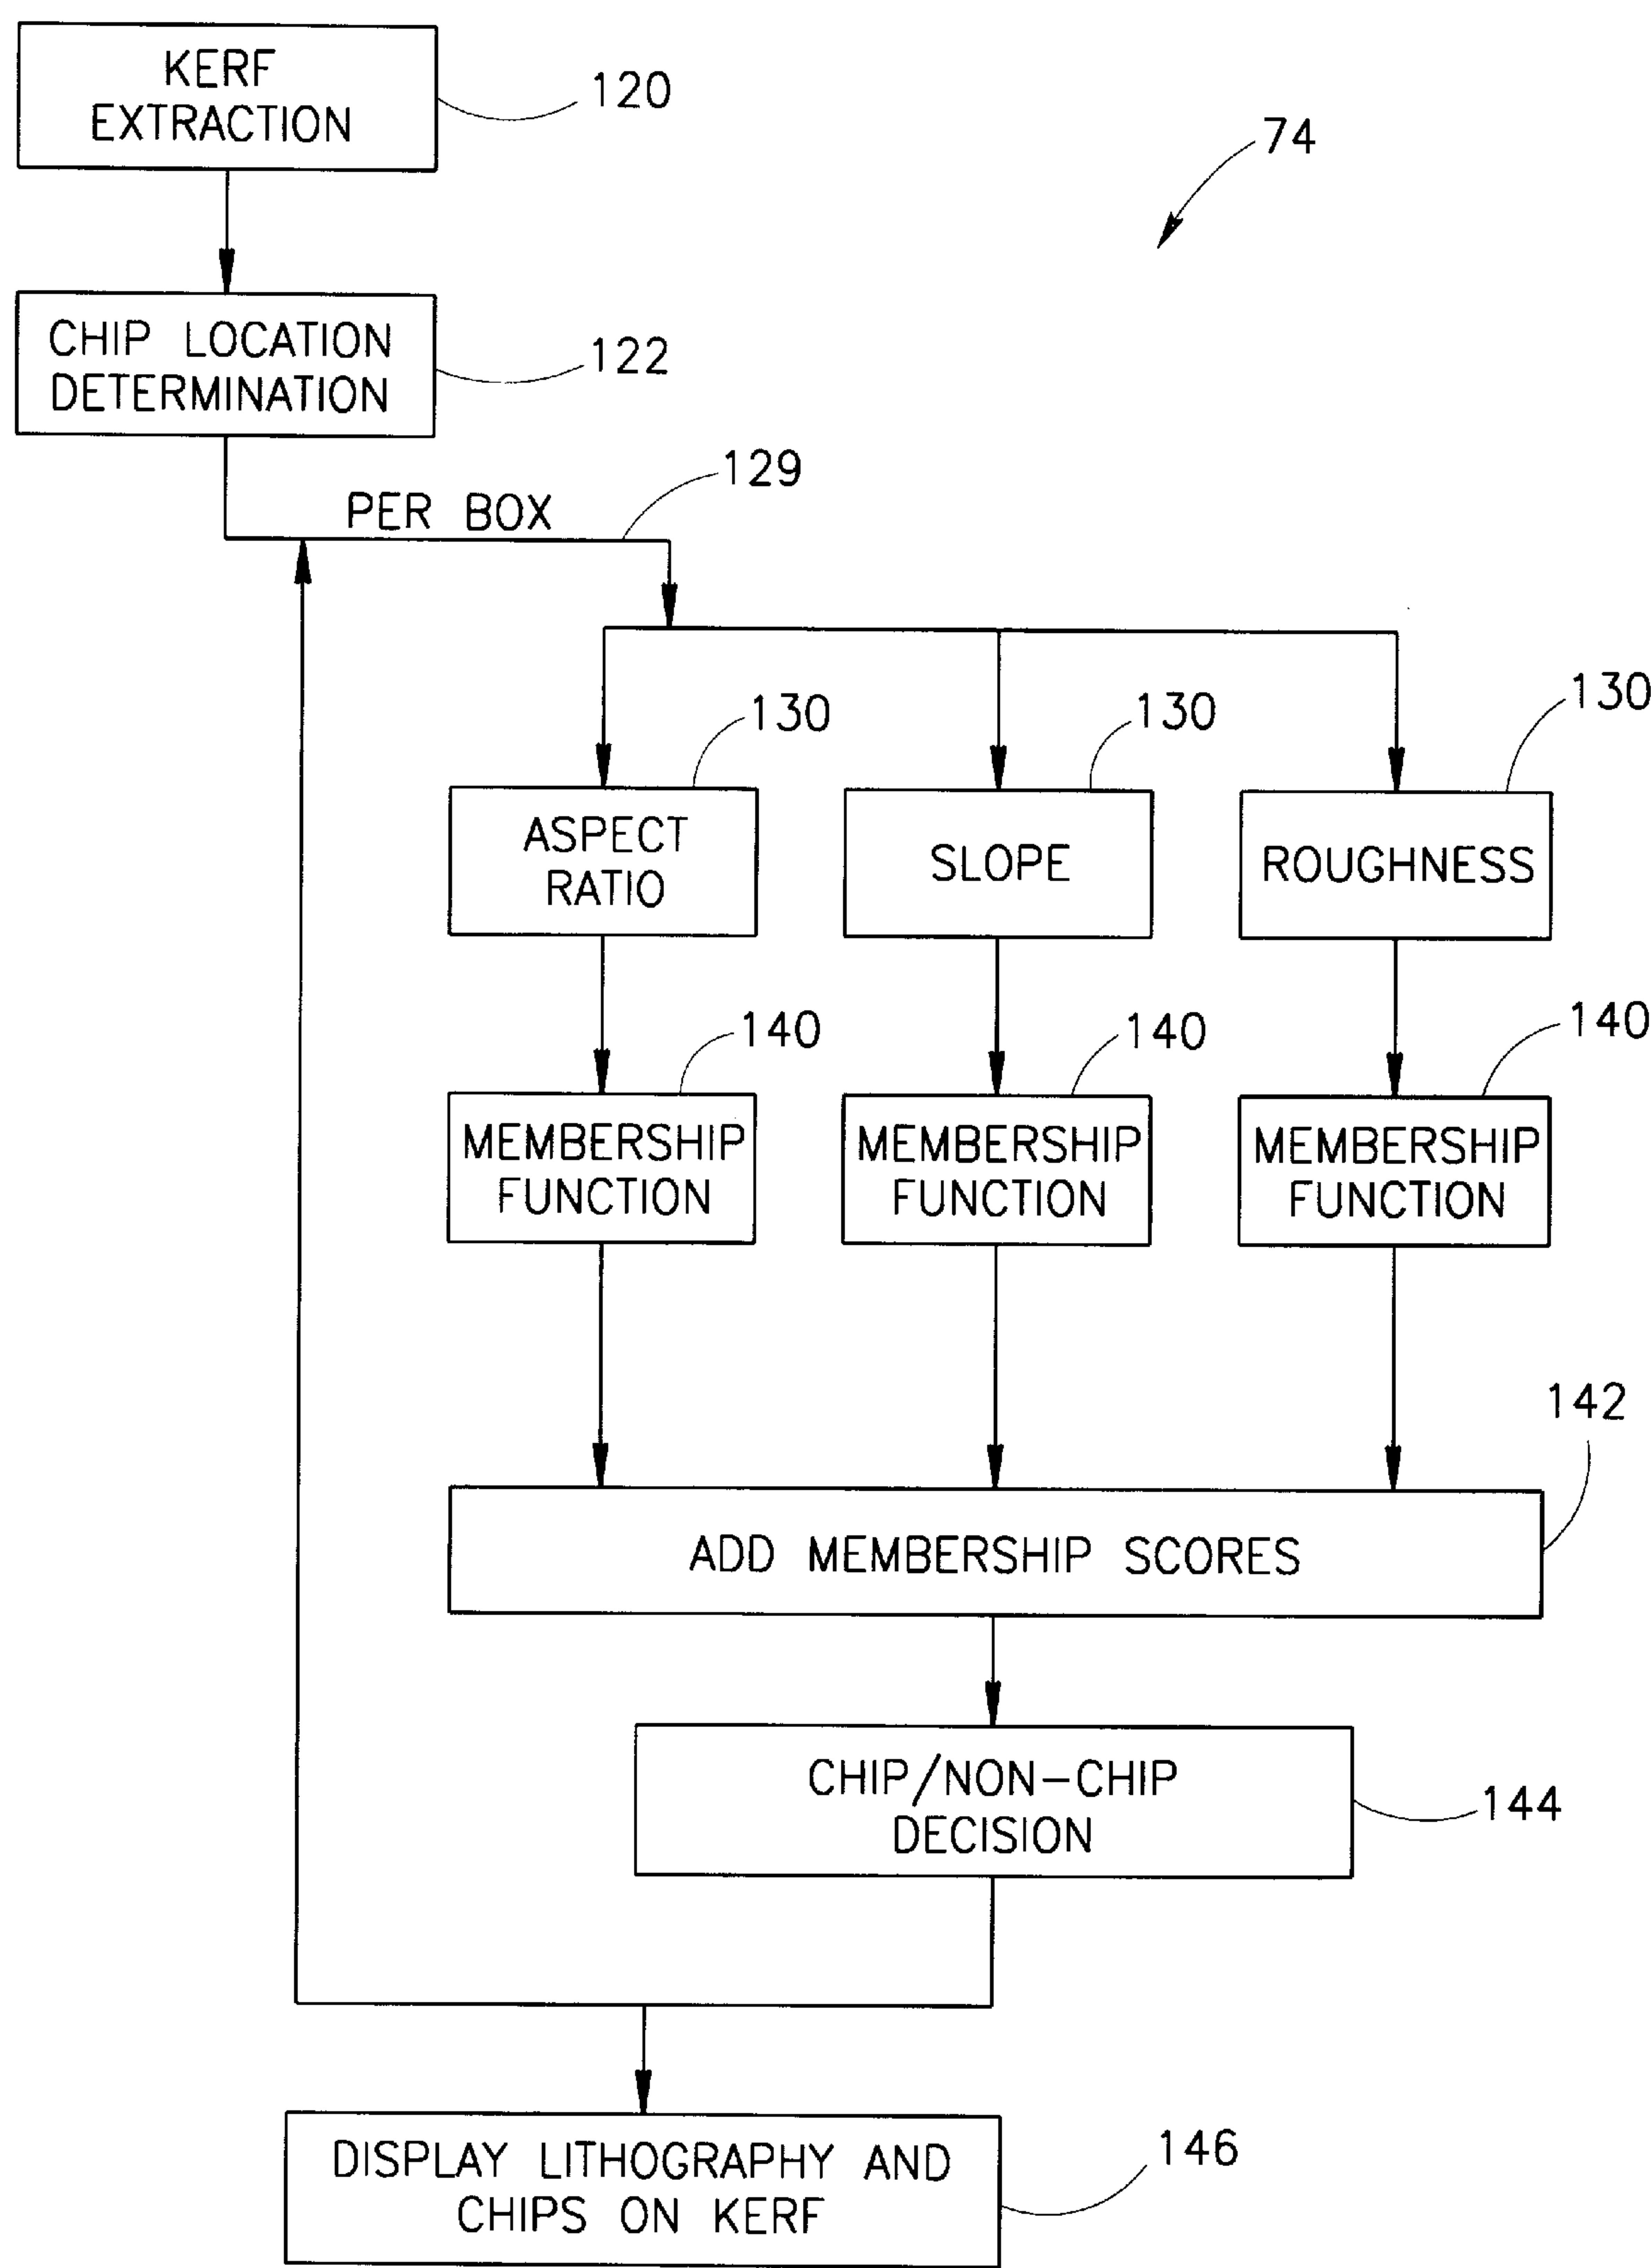 KERF
EXTRACTION
120
74
CHIP LOCATION
DETERMINATION
122
129
PER BOX
130
130
130
ASPECT
RATIO
SLOPE
ROUGHNESS
140
140
140
MEMBERSHIP
FUNCTION
MEMBERSHIP
FUNCTION
MEMBERSHIP
FUNCTION
142
ADD MEMBERSHIP SCORES
CHIP/NON-CHIP
DECISION
144
DISPLAY LITHOGRAPHY AND
CHIPS ON KERF
146